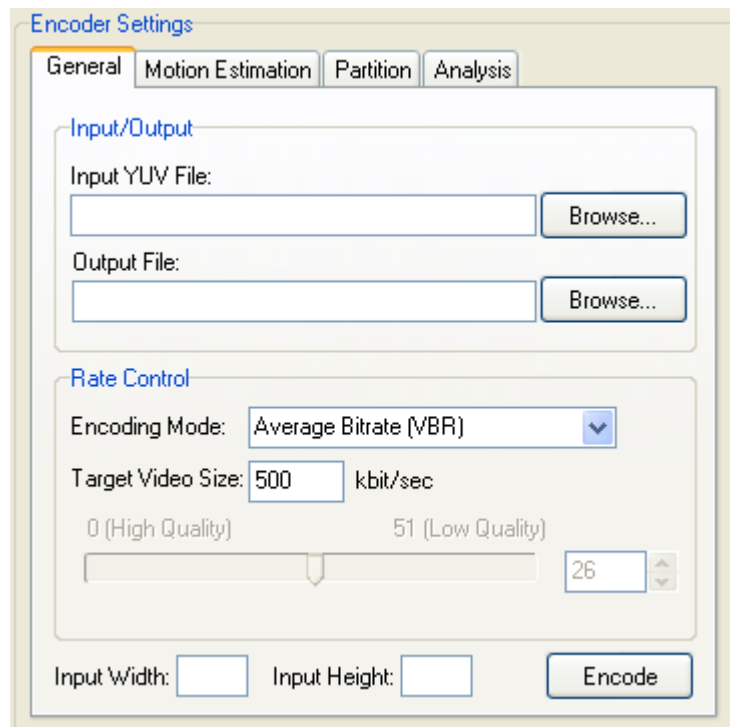 Encoder Settings
General Motion Estimation Partition Analysis
Input/Output
Input YUV File:
Browse...
Output File:
Browse...
Rate Control
Encoding Mode: Average Bitrate (VBR)
Target Video Size: 500 kbit/sec
0 (High Quality) 51 (Low Quality)
26
Input Width: Input Height: Encode